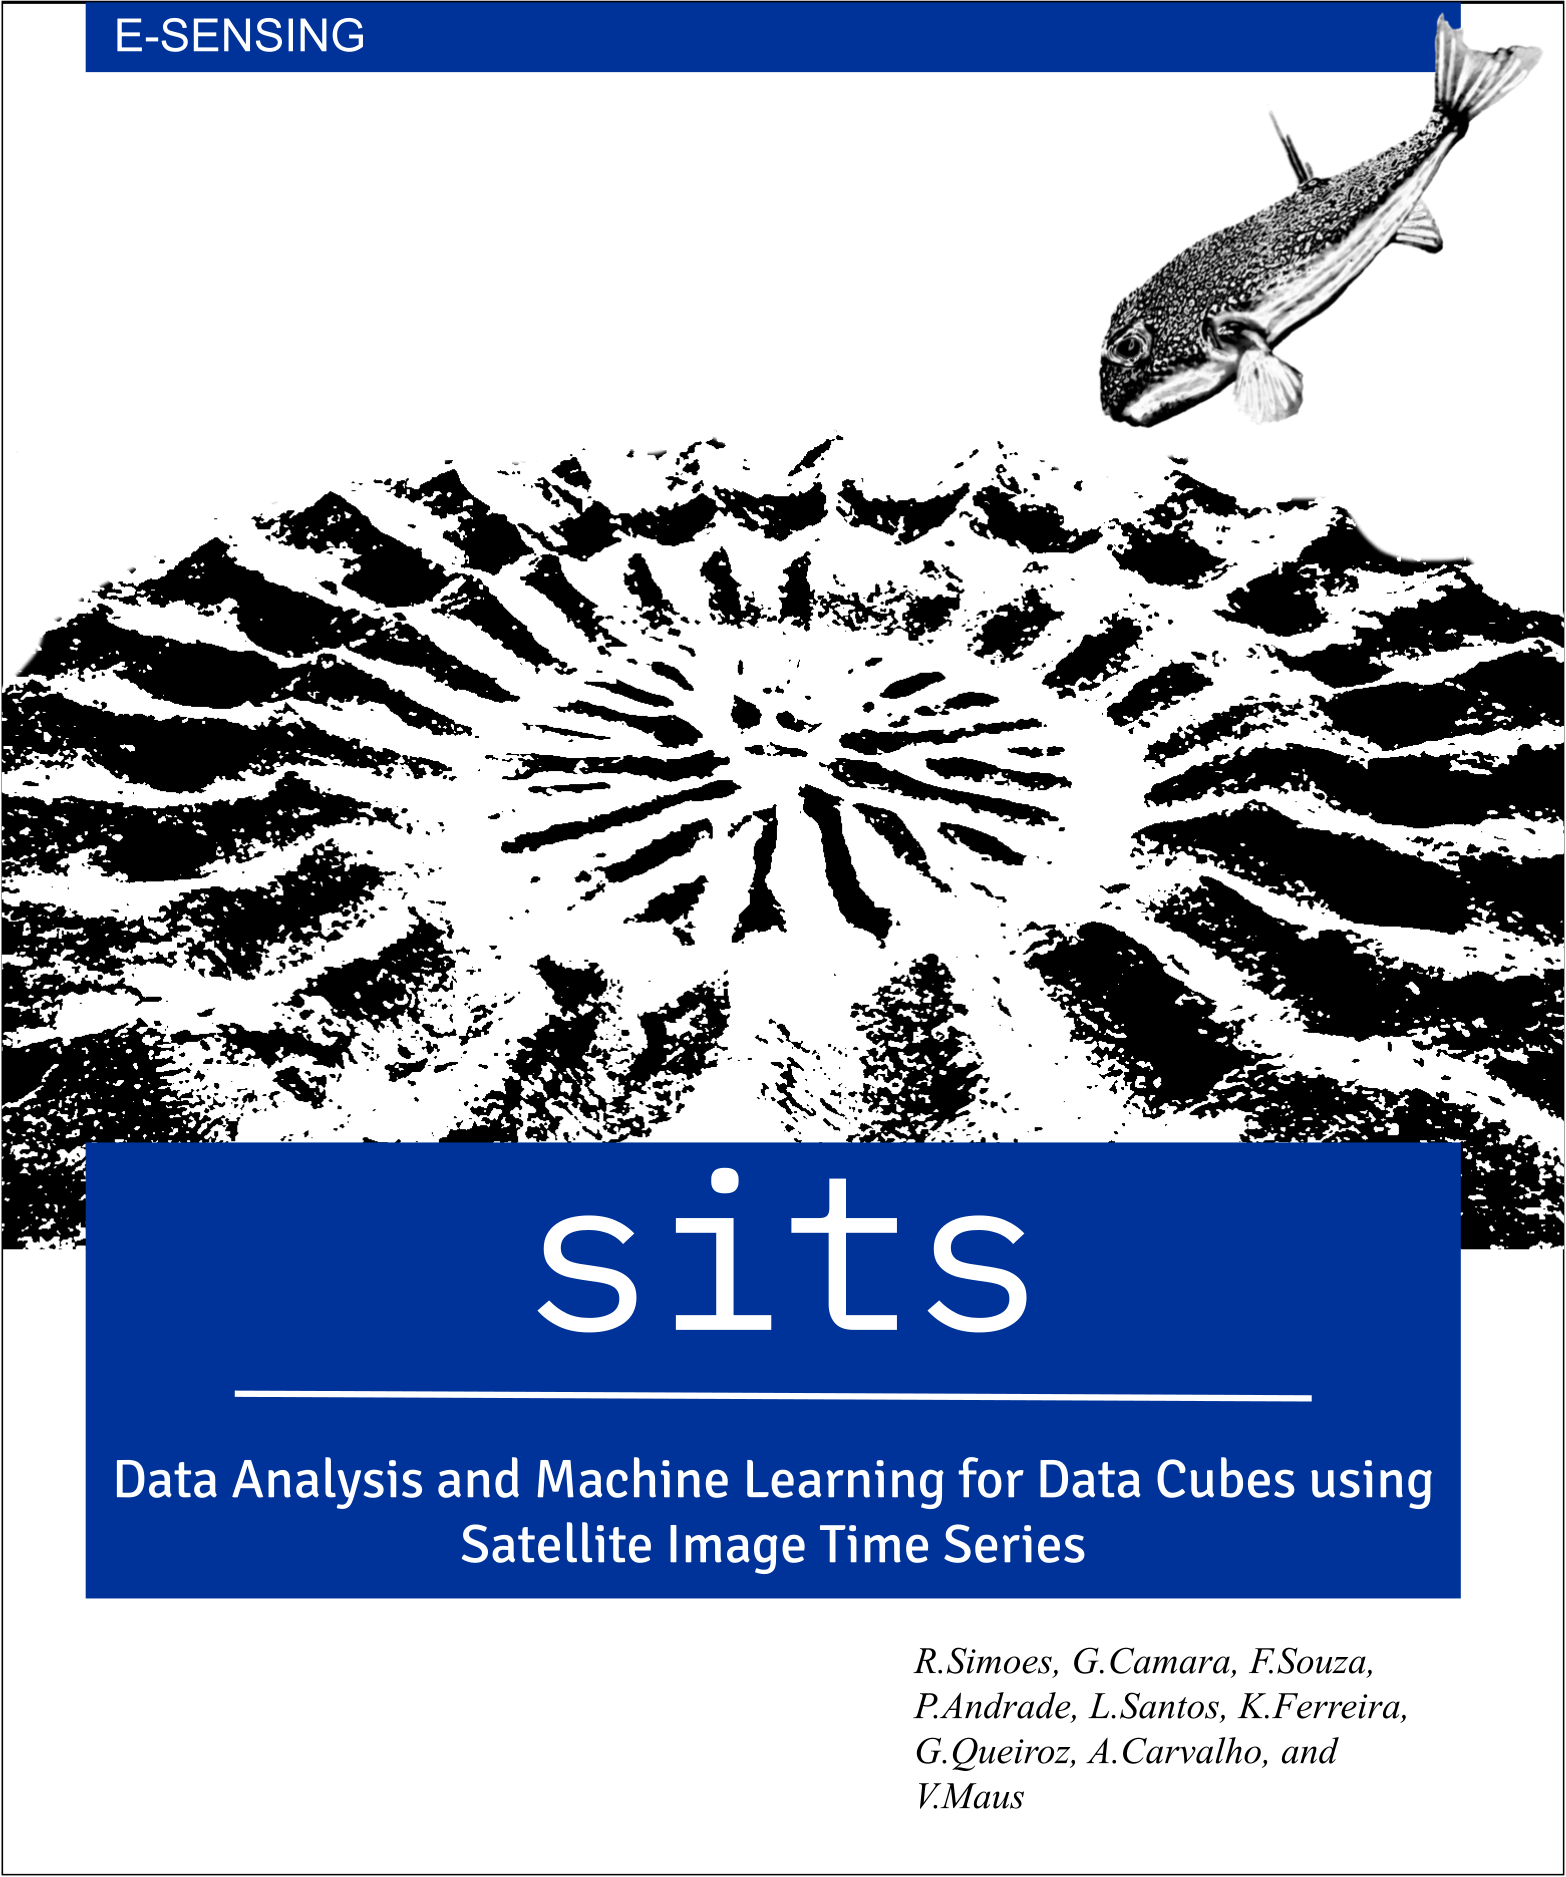 E-SENSING
sits
Data Analysis and Machine Learning for Data Cubes using
Satellite Image Time Series
R.Simoes, G.Camara, F.Souza,
P.Andrade, L.Santos, K.Ferreira,
G.Queiroz, A.Carvalho, and
V.Maus